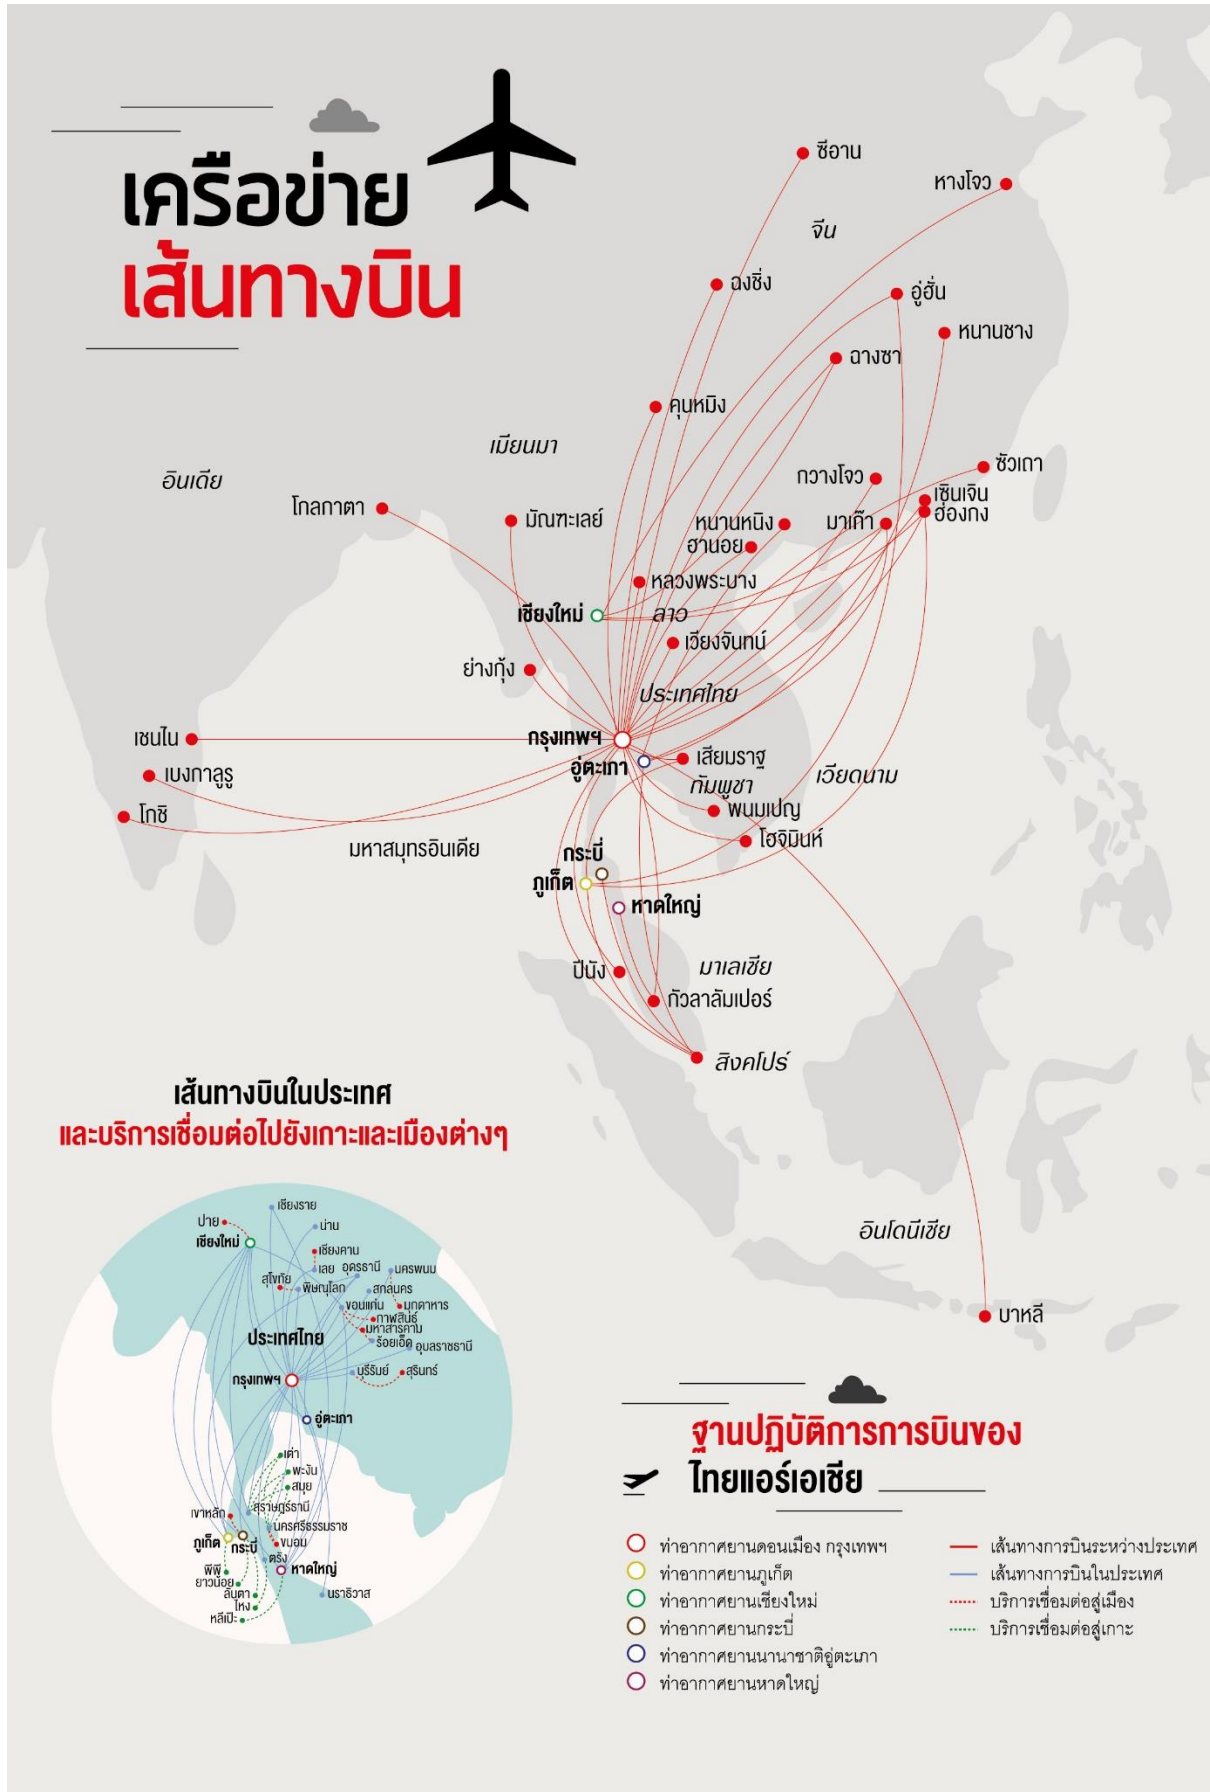 เครือข่าย
เส้นทางบิน
ซีอาน
หางโจว
จีน
ฉงชิ่ง
อู่ฮั่น
หนานชาง
ฉางซา
คุนหมิง
เมียนมา
อินเดีย
ซัวเถา
กวางโจว
โกลกาตา
เซินเจิ้น
ฮ่องกง
มัณฑะเลย์
หนานหนิง
มาเก๊า
ฮานอย
หลวงพระบาง
เชียงใหม่
ลาว
เวียงจันทน์
ย่างกุ้ง
ประเทศไทย
เชนไน
กรุงเทพฯ
อู่ตะเภา
เสียมราฐ
เบงกาลูรู
กัมพูชา
เวียดนาม
พนมเปญ
โกชิ
โฮจิมินห์
มหาสมุทรอินเดีย
กระบี่
ภูเก็ต
หาดใหญ่
ปีนัง
มาเลเซีย
กัวลาลัมเปอร์
สิงคโปร์
เส้นทางบินในประเทศ
และบริการเชื่อมต่อไปยังเกาะและเมืองต่างๆ
เชียงราย
ปาย
น่าน
เชียงใหม่
เชียงคาน
เลย
อุดรธานี
นครพนม
สุโขทัย
พิษณุโลก
สกลนคร
ขอนแก่น
มุกดาหาร
กาฬสินธุ์
มหาสารคาม
ประเทศไทย
ร้อยเอ็ด
อุบลราชธานี
กรุงเทพฯ
บุรีรัมย์
สุรินทร์
อู่ตะเภา
เต่า
พะงัน
สมุย
เขาหลัก
สุราษฎร์ธานี
นครศรีธรรมราช
ภูเก็ต
กระบี่
ขนอม
ตรัง
หาดใหญ่
พีพี
ยาวน้อย
ลันตา
ไหง
นราธิวาส
หลีเป๊ะ
อินโดนีเซีย
บาหลี
ฐานปฏิบัติการการบินของ
ไทยแอร์เอเชีย
ท่าอากาศยานดอนเมือง กรุงเทพฯ
ท่าอากาศยานภูเก็ต
ท่าอากาศยานเชียงใหม่
ท่าอากาศยานกระบี่
ท่าอากาศยานนานาชาติอู่ตะเภา
ท่าอากาศยานหาดใหญ่
เส้นทางการบินระหว่างประเทศ
เส้นทางการบินในประเทศ
บริการเชื่อมต่อสู่เมือง
บริการเชื่อมต่อสู่เกาะ